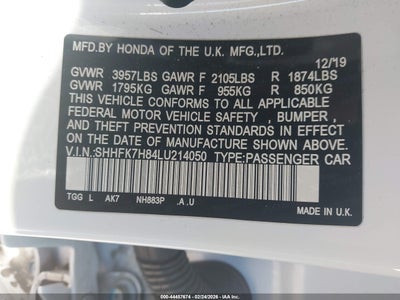 MFD.BY HONDA OF THE U.K. MFG.,LTD.
12/19
GVWR 3957LBS GAWR F 2105LBS R 1874LBS
GVWR 1795KG GAWR F 955KG R 850KG
THIS VEHICLE CONFORMS TO ALL APPLICABLE
FEDERAL MOTOR VEHICLE SAFETY , BUMPER , AND
THEFT PREVENTION STANDARDS IN EFFECT ON THE
DATE OF MANUFACTURE SHOWN ABOVE.
V.I.N.:SHHFK7H84LU214050 TYPE:PASSENGER CAR
TGG L AK7 NH883P .A .U
MADE IN U.K.
000-44457674 - 02/24/2026 - IAA Inc.